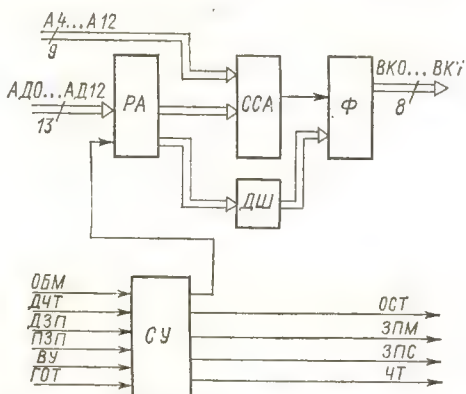 А4...А12
9
АД0...АД12
13
РА
ССА
Ф
ВК0...ВКi
8
ДШ
ОБМ
ДЧТ
ДЗП
ПЗП
ВУ
ГОТ
СУ
ОСТ
ЗПМ
ЗПС
ЧТ